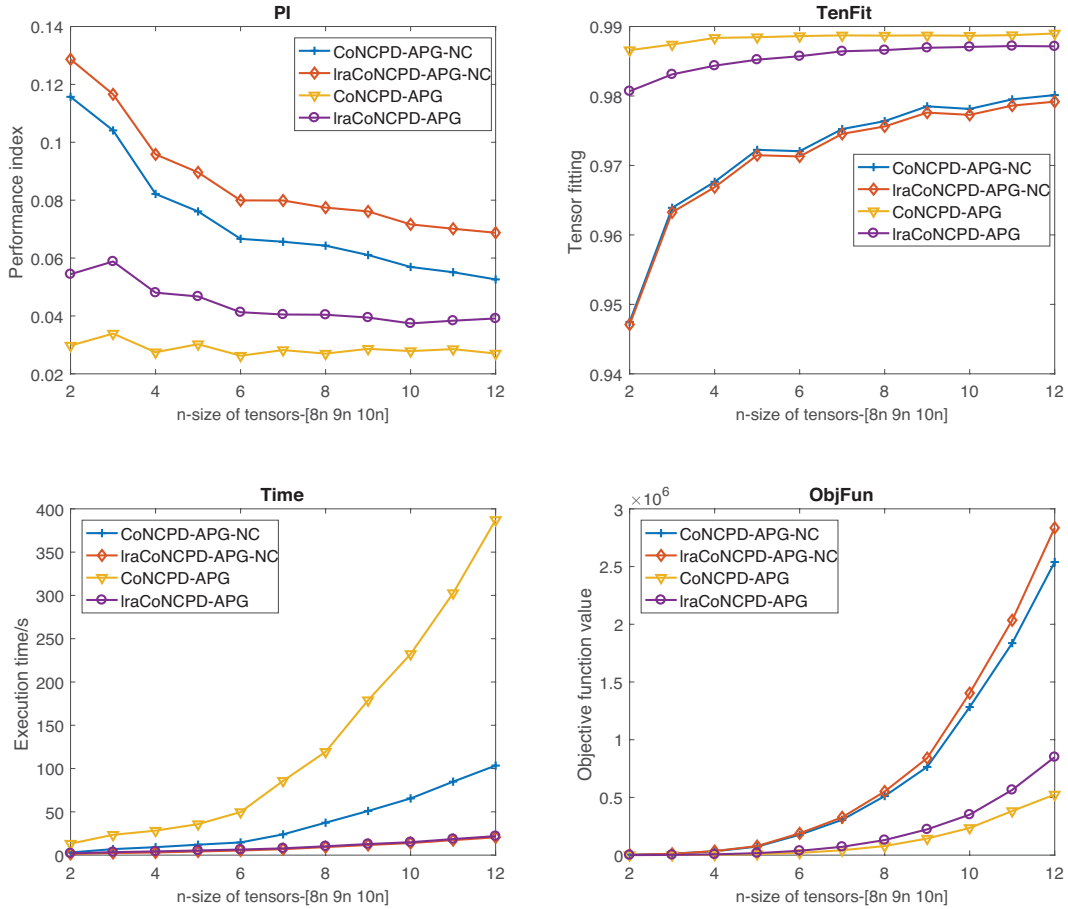 PI
0.14
0.12
0.1
0.08
0.06
0.04
0.02
Performance index
CoNCPD-APG-NC
lraCoNCPD-APG-NC
CoNCPD-APG
lraCoNCPD-APG
2 4 6 8 10 12
n-size of tensors-[8n 9n 10n]
TenFit
0.99
0.98
0.97
0.96
0.95
0.94
Tensor fitting
CoNCPD-APG-NC
lraCoNCPD-APG-NC
CoNCPD-APG
lraCoNCPD-APG
2 4 6 8 10 12
n-size of tensors-[8n 9n 10n]
Time
400
350
300
250
200
150
100
50
0
Execution time/s
CoNCPD-APG-NC
lraCoNCPD-APG-NC
CoNCPD-APG
lraCoNCPD-APG
2 4 6 8 10 12
n-size of tensors-[8n 9n 10n]
ObjFun
×10⁶
3
2.5
2
1.5
1
0.5
0
Objective function value
CoNCPD-APG-NC
lraCoNCPD-APG-NC
CoNCPD-APG
lraCoNCPD-APG
2 4 6 8 10 12
n-size of tensors-[8n 9n 10n]